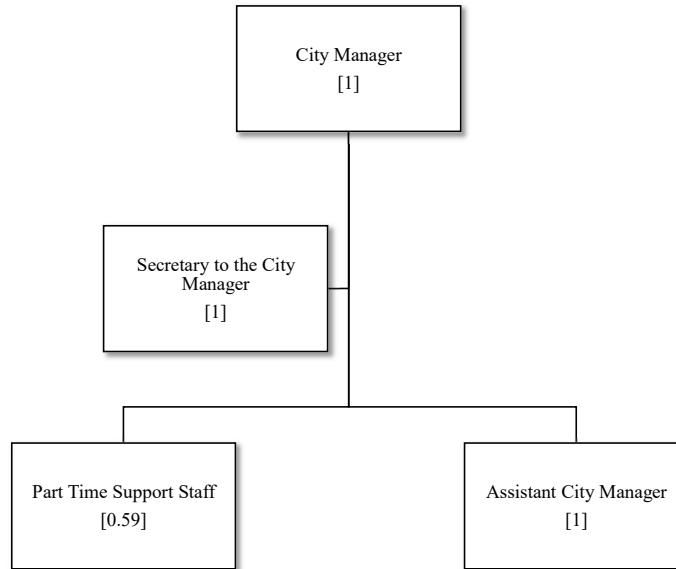 City Manager
[1]
Secretary to the City
Manager
[1]
Part Time Support Staff
[0.59]
Assistant City Manager
[1]